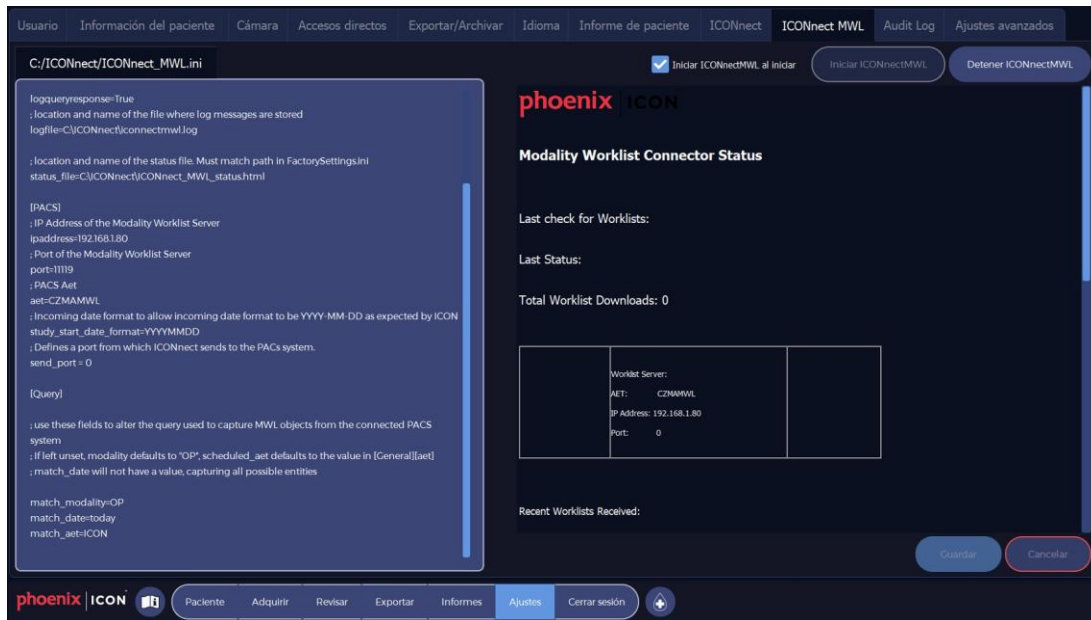 Usuario Información del paciente Cámara Accesos directos Exportar/Archivar Idioma Informe de paciente ICONnect ICONnect MWL Audit Log Ajustes avanzados
C:/ICONnect/ICONnect_MWL.ini
Iniciar ICONnectMWL al iniciar
Iniciar ICONnectMWL
Detener ICONnectMWL
logqueryresponse=True
; location and name of the file where log messages are stored
logfile=C:\ICONnect\iconnectmwl.log
; location and name of the status file. Must match path in FactorySettings.ini
status_file=C:\ICONnect\ICONnect_MWL_status.html
[PACS]
; IP Address of the Modality Worklist Server
ipaddress=192.168.1.80
; Port of the Modality Worklist Server
port=11119
; PACS Aet
aet=CZMAMWL
; Incoming date format to allow incoming date format to be YYYY-MM-DD as expected by ICON
study_start_date_format=YYYYMMDD
; Defines a port from which ICONnect sends to the PACs system.
send_port = 0
[Query]
; use these fields to alter the query used to capture MWL objects from the connected PACS
system
; If left unset, modality defaults to "OP", scheduled_aet defaults to the value in [General][aet]
; match_date will not have a value, capturing all possible entities
match_modality=OP
match_date=today
match_aet=ICON
phoenix ICON
Modality Worklist Connector Status
Last check for Worklists:
Last Status:
Total Worklist Downloads: 0
Worklist Server:
AET: CZMAMWL
IP Address: 192.168.1.80
Port: 0
Recent Worklists Received:
Guardar Cancelar
phoenix ICON Paciente Adquirir Revisar Exportar Informes Ajustes Cerrar sesión